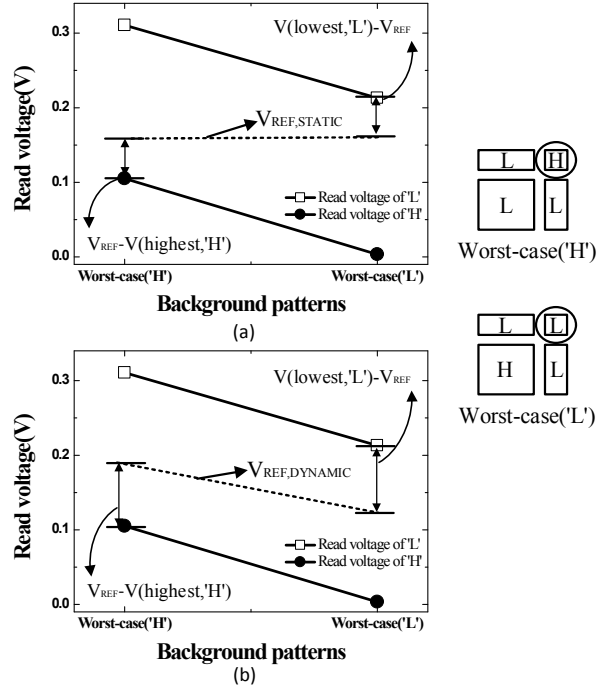 0.3
0.2
0.1
0.0
Read voltage(V)
V(lowest,'L')-VREF
VREF,STATIC
Read voltage of 'L'
Read voltage of 'H'
VREF-V(highest,'H')
Worst-case('H')
Worst-case('L')
Background patterns
(a)
L
H
L
L
Worst-case('H')
L
L
H
L
Worst-case('L')
0.3
0.2
0.1
0.0
Read voltage(V)
V(lowest,'L')-VREF
VREF,DYNAMIC
Read voltage of 'L'
Read voltage of 'H'
VREF-V(highest,'H')
Worst-case('H')
Worst-case('L')
Background patterns
(b)